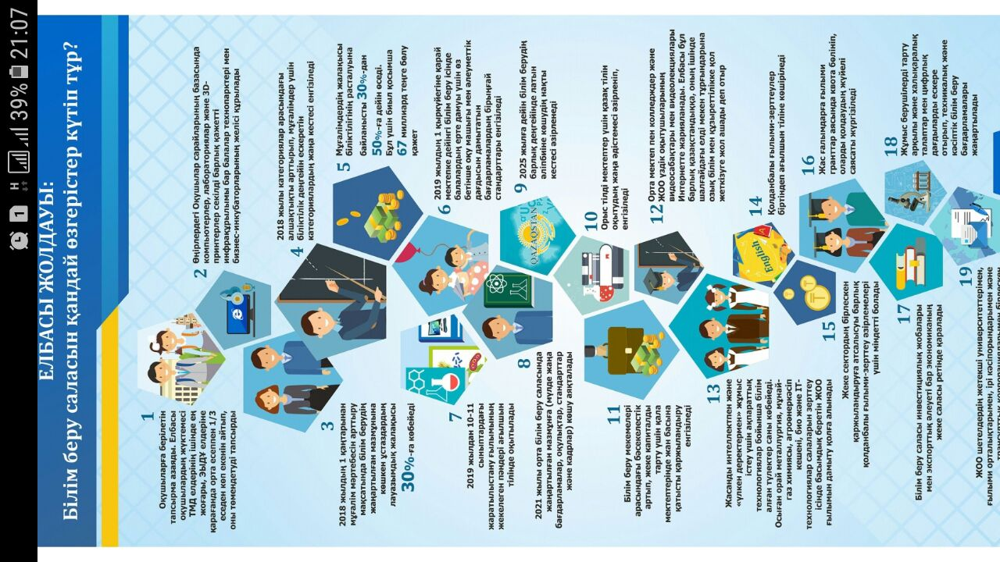 H 1 39% 21:07
ЕЛБАСЫ ЖОЛДАУЫ:
Білім беру саласын қандай өзгерістер күтіп тұр?
1
Оқушыларға берілетін
тапсырма азаяды. Елбасы
оқушылардың жүктемесі
ТМД елдерінің ішінде ең
жоғары, ЭЫДҰ елдеріне
қарағанда орта есеппен 1/3
еседен көп екенін айтып,
оны төмендетуді тапсырды
2
Өңірлердегі Оқушылар сарайларының базасында
компьютерлер, лабораториялар және 3D-
принтерлер секілді барлық қажетті
инфрақұрылымы бар балалар технопарктері мен
бизнес-инкубаторларының желісі құрылады
3
2018 жылдың 1 қаңтарынан
мұғалім мәртебесін арттыру
мақсатында білім берудің
жаңартылған мазмұнына
көшкен ұстаздардың
лауазымдық жалақысы
30%-ға көбейеді
4
2018 жылы категориялар арасындағы
алшақтықты арттырып, мұғалімдер үшін
біліктілік деңгейін ескеретін
категориялардың жаңа кестесі енгізіледі
5
Мұғалімдердің жалақысы
біліктілігінің расталуына
байланысты 30%-дан
50%-ға дейін өседі.
Бұл үшін биыл қосымша
67 миллиард теңге бөлу
қажет
6
2019 жылдың 1 қыркүйегіне қарай
мектепке дейінгі білім беру ісінде
балалардың ерте дамуы үшін өз
бетінше оқу машығы мен әлеуметтік
дағдысын дамытатын
бағдарламалардың бірыңғай
стандарттары енгізіледі
7
2019 жылдан 10-11
сыныптардағы
жаратылыстану ғылымының
жекелеген пәндері ағылшын
тілінде оқытылады
8
2021 жылы орта білім беру саласында
жаңартылған мазмұнға (мүлде жаңа
бағдарламалар, оқулықтар, стандарттар
және кадрлар) көшу аяқталады
QAZAQSTAN
9
2025 жылға дейін білім берудің
барлық деңгейінде латын
әліпбиіне көшудің нақты
кестесі әзірленеді
10
Орыс тілді мектептер үшін қазақ тілін
оқытудың жаңа әдістемесі әзірленіп,
енгізіледі
11
Білім беру мекемелері
арасындағы бәсекелестік
артып, жеке капиталды
тарту үшін қала
мектептерінде жан басына
қатысты қаржыландыру
енгізіледі
12
Орта мектеп пен колледждер және
ЖОО үздік оқытушыларының
видеосабақтары мен видеолекциялары
Интернетте жарияланады. Елбасы бұл
барлық қазақстандыққа, оның ішінде
шалғайдағы елді мекен тұрғындарына
озық білім мен құзыреттілікке қол
жеткізуге жол ашады деп отыр
13
Жасанды интеллектпен және
«үлкен деректермен» жұмыс
істеу үшін ақпараттық
технологиялар бойынша білім
алған түлектер саны көбейеді.
Осыған орай металлургия, мұнай-
газ химиясы, агроөнеркәсіп
кешені, био және IT-
технологиялар салаларын зерттеу
ісінде басымдық беретін ЖОО
ғылымын дамыту қолға алынады
English
A
14
Қолданбалы ғылыми-зерттеулер
біртіндеп ағылшын тіліне көшіріледі
15
Жеке сектордың бірлескен
қаржыландыруға атсалысуы барлық
қолданбалы ғылыми-зерттеу әзірлемелері
үшін міндетті болады
16
Жас ғалымдарға ғылыми
гранттар аясында квота бөлініп,
оларды қолдаудың жүйелі
саясаты жүргізіледі
17
Білім беру саласы инвестициялық жобалары
мен экспорттық әлеуеті бар экономиканың
жеке саласы ретінде қаралады
18
Жұмыс берушілерді тарту
арқылы және халықаралық
талаптар мен цифрлық
дағдыларды ескере
отырып, техникалық және
кәсіптік білім беру
бағдарламалары
жаңартылады
19
ЖОО шетелдердің жетекші университеттерімен,
ғылыми орталықтарымен, ірі кәсіпорындарымен және